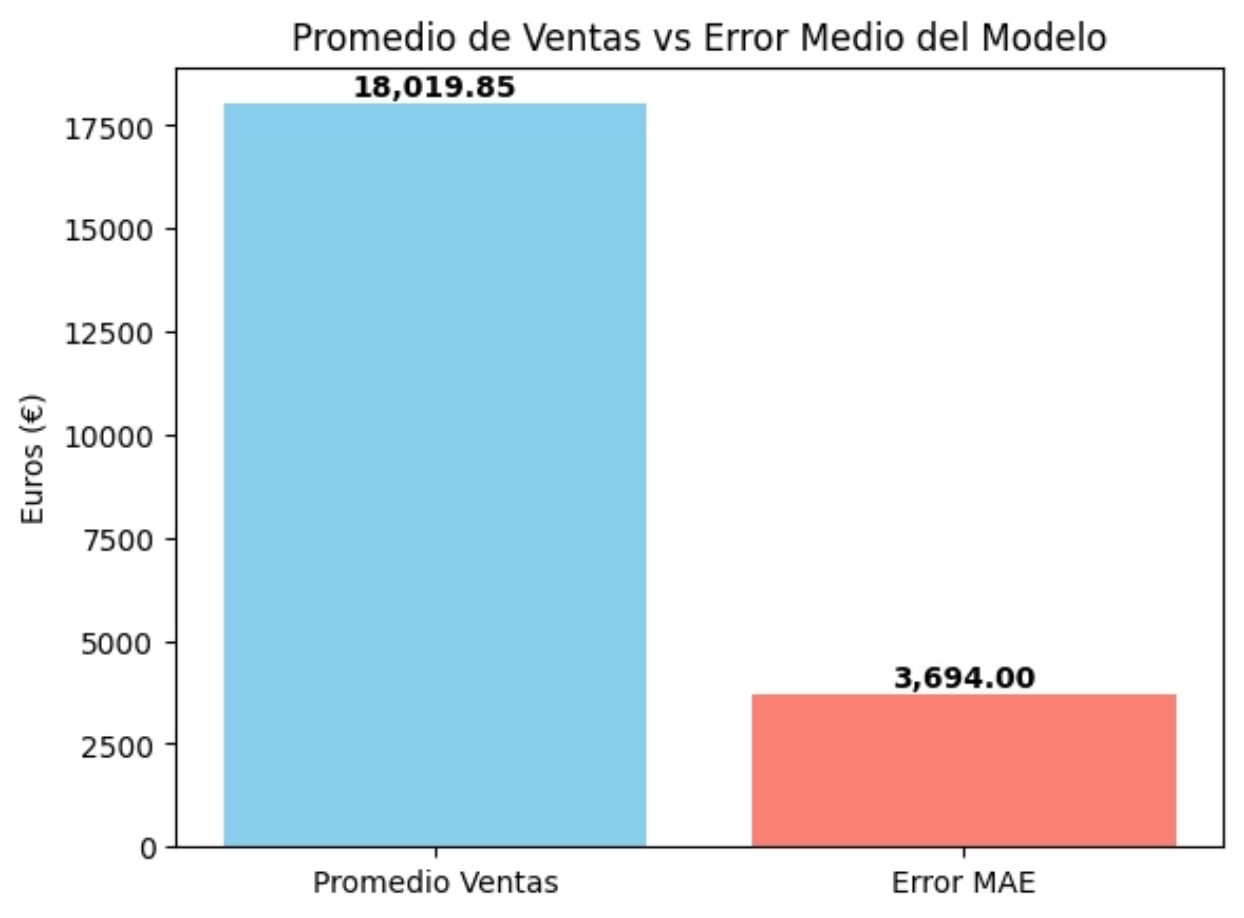 Promedio de Ventas vs Error Medio del Modelo
18,019.85
17500
15000
12500
10000
7500
5000
2500
0
Euros (€)
3,694.00
Promedio Ventas
Error MAE